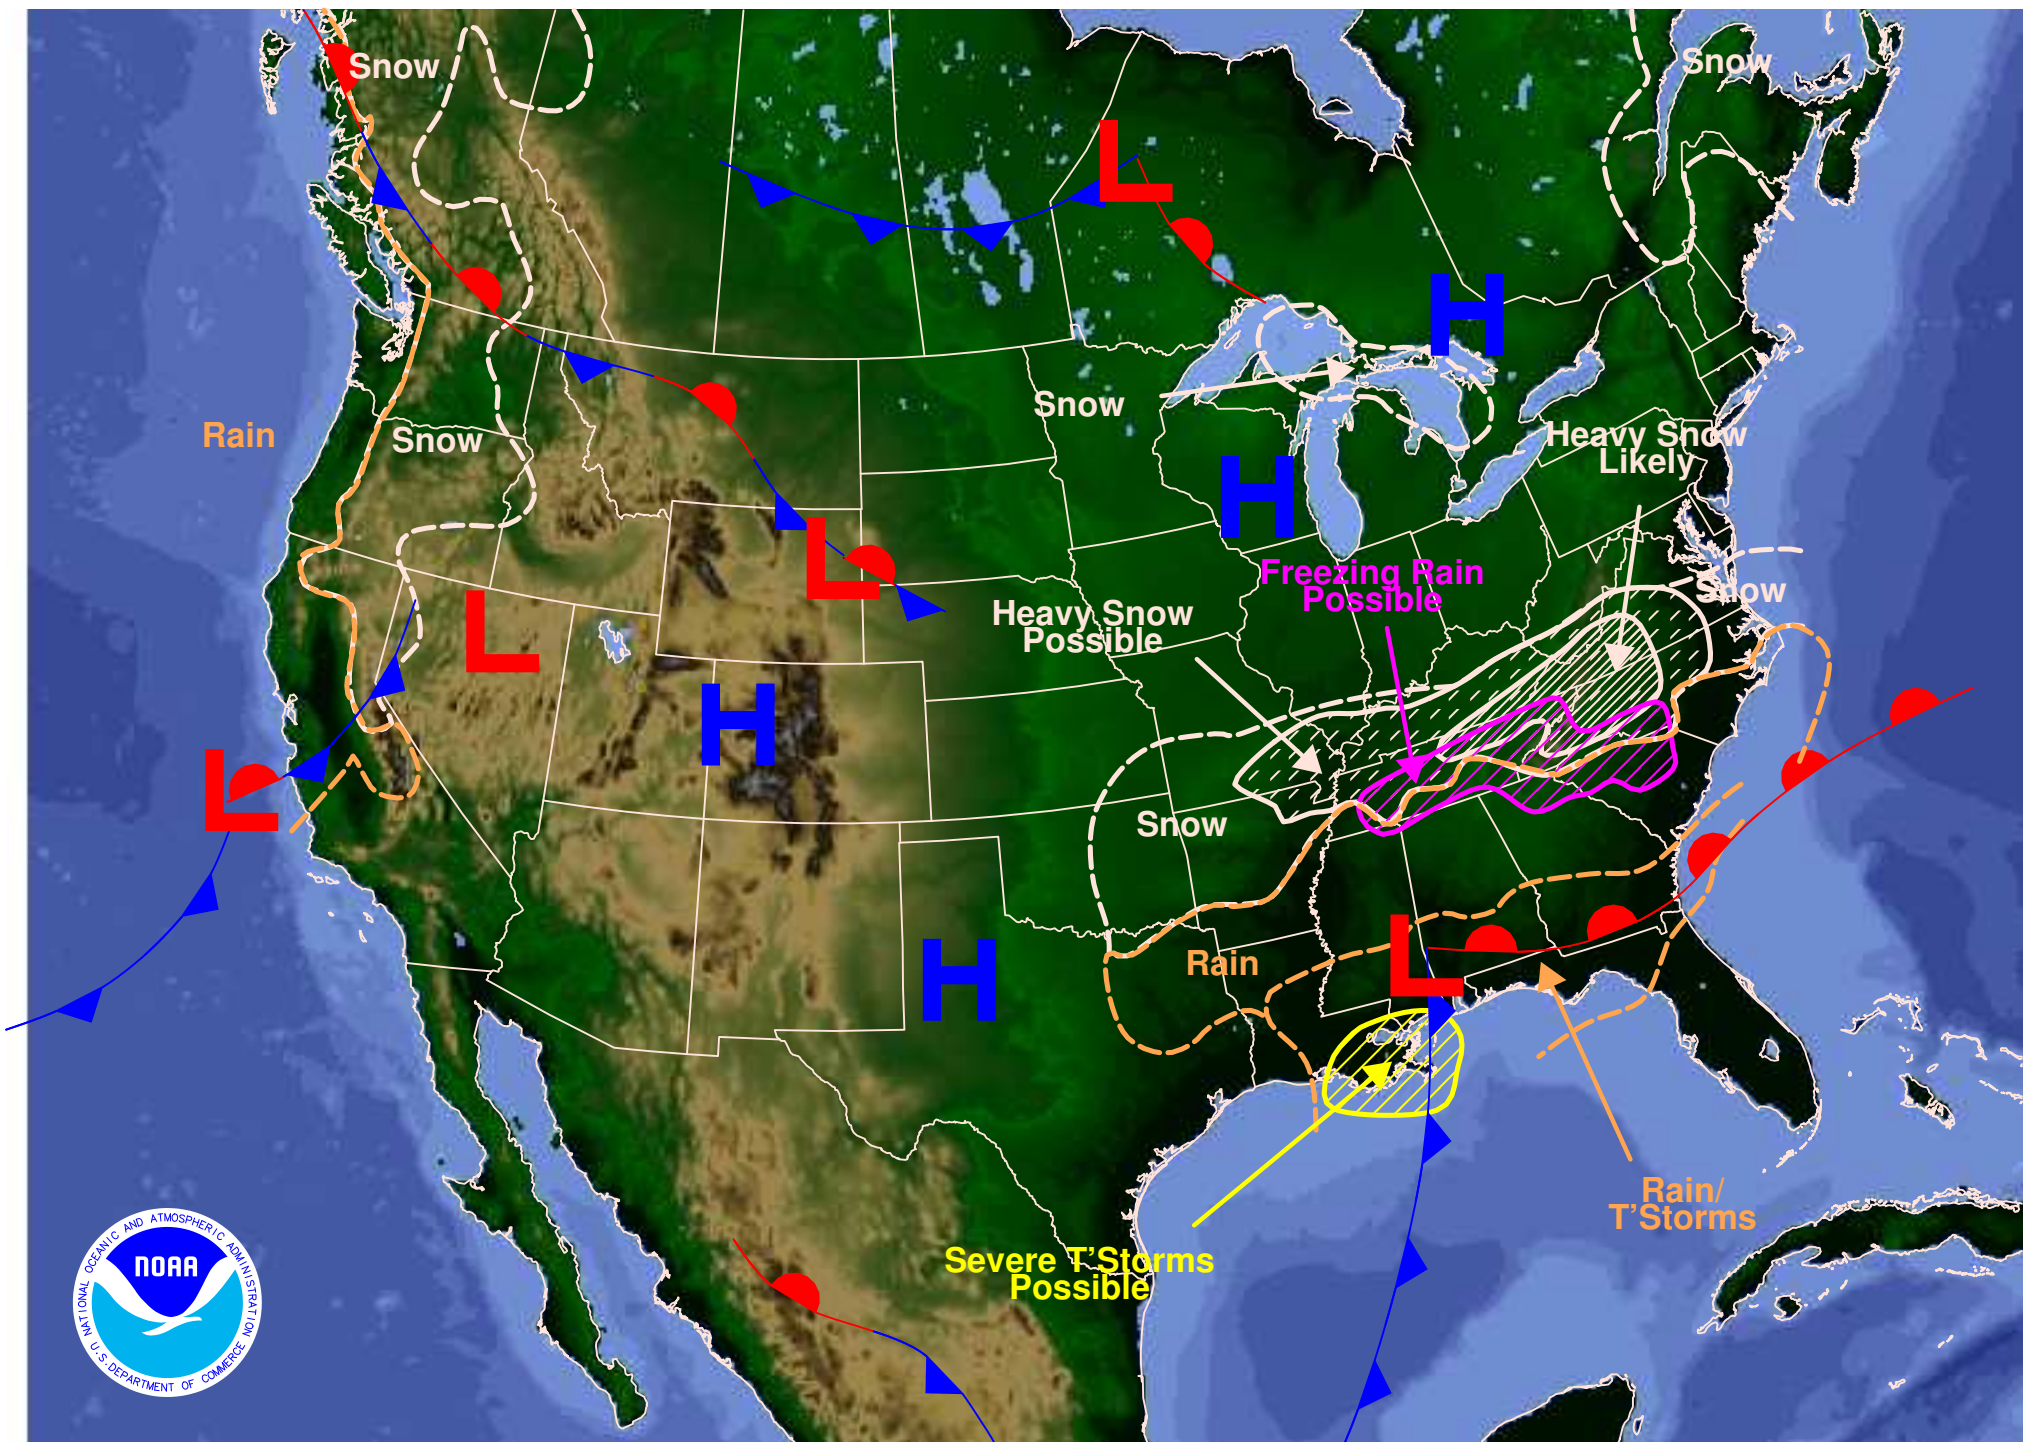 Snow
Snow
L
H
Snow
Rain
Snow
Heavy Snow
Likely
H
L
Freezing Rain
Possible
Snow
L
Heavy Snow
Possible
H
L
Snow
L
H
Rain
Rain/
T'Storms
Severe T'Storms
Possible
NATIONAL OCEANIC AND ATMOSPHERIC ADMINISTRATION
NOAA
U.S. DEPARTMENT OF COMMERCE